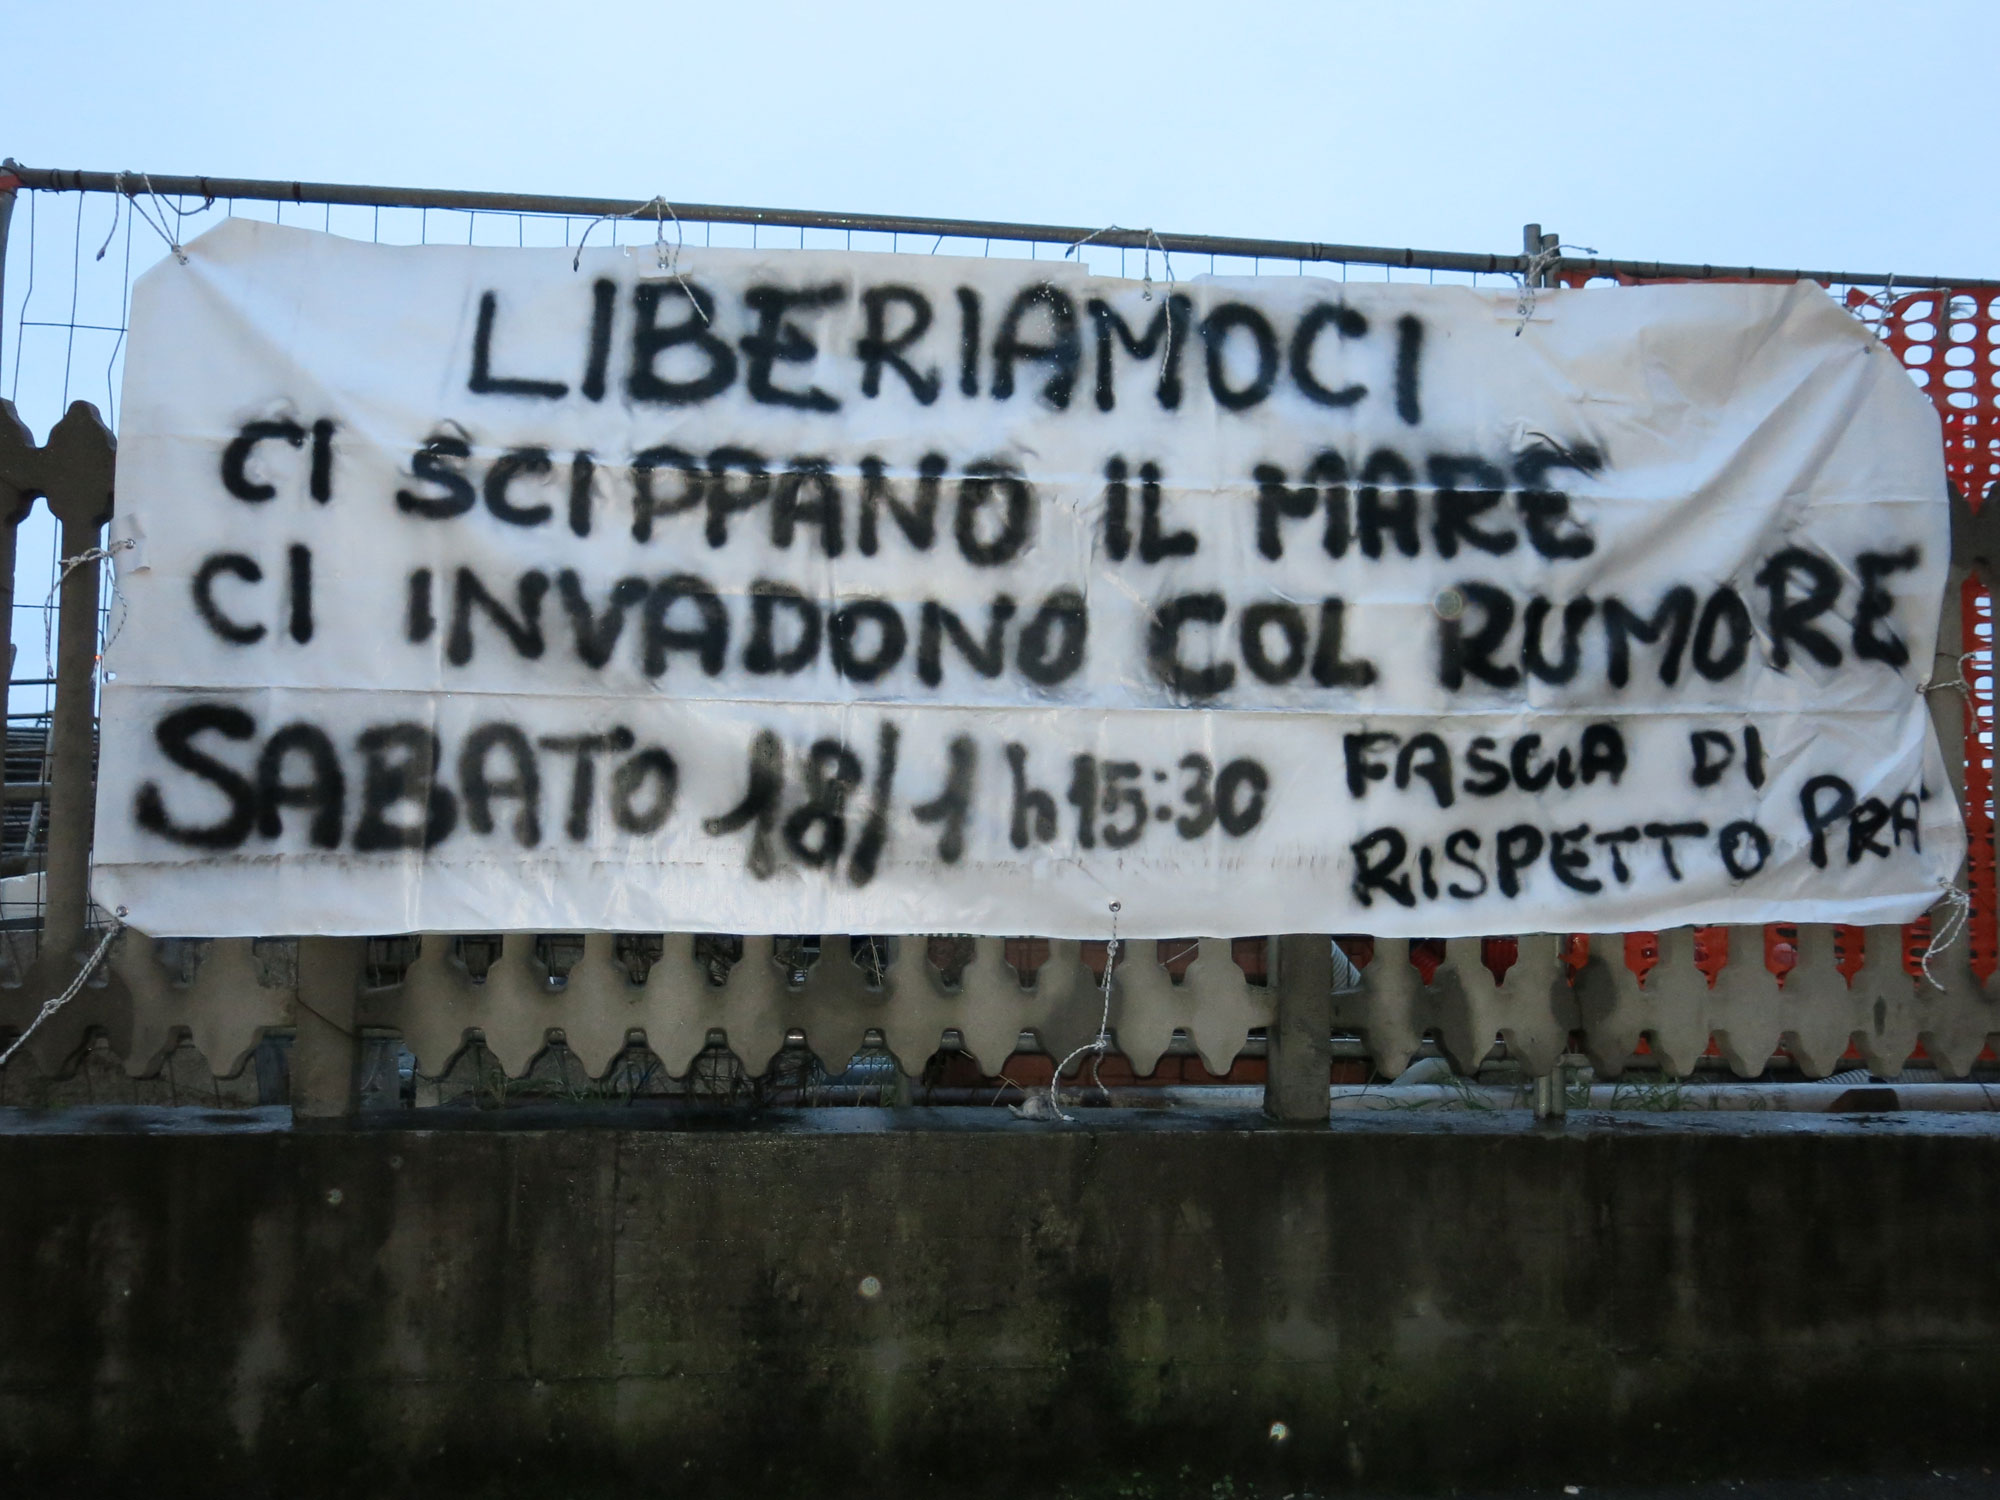 LIBERIAMOCI
CI SCIPPANO IL MARE
CI INVADONO COL RUMORE
SABATO 18/1 h15:30
FASCIA DI
RISPETTO PRA'